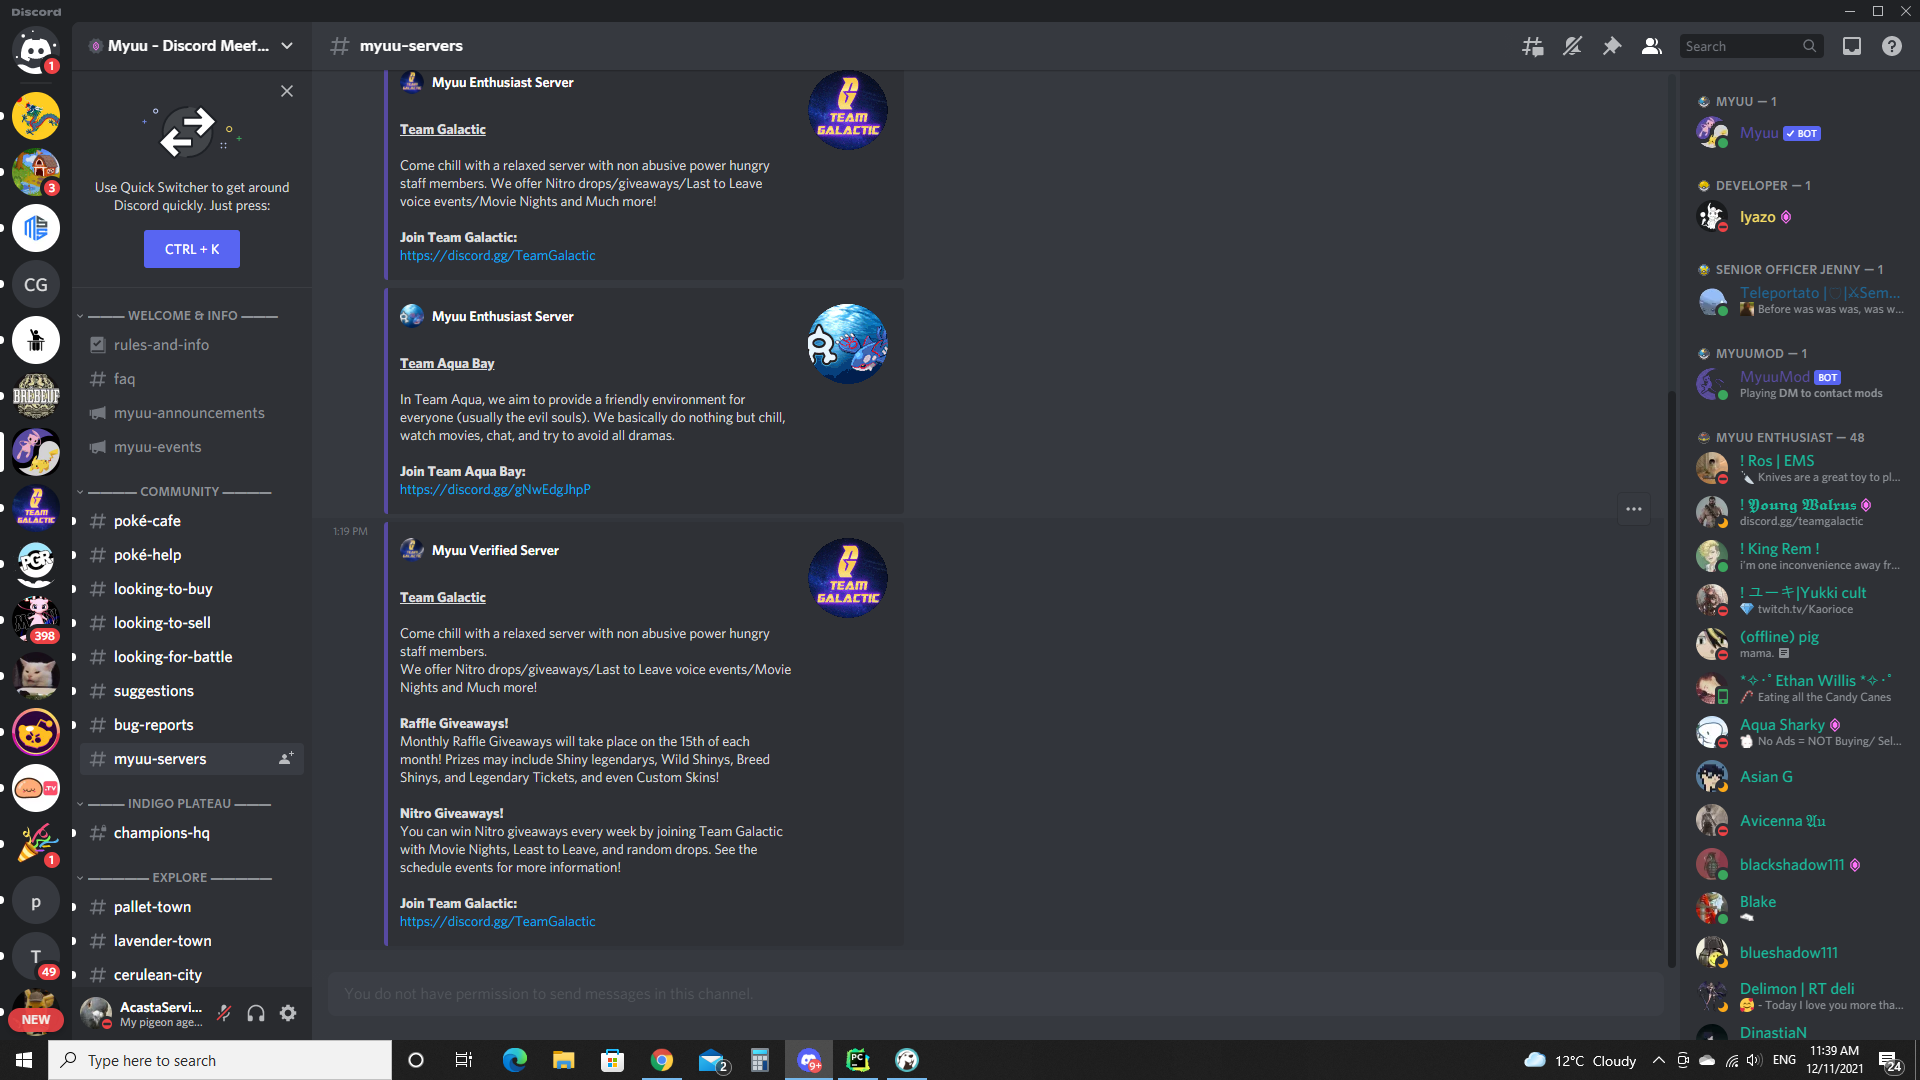 Discord
Myuu - Discord Meet...
Use Quick Switcher to get around
Discord quickly. Just press:
CTRL + K
WELCOME & INFO
rules-and-info
faq
myuu-announcements
myuu-events
COMMUNITY
poké-cafe
poké-help
looking-to-buy
looking-to-sell
looking-for-battle
suggestions
bug-reports
myuu-servers
INDIGO PLATEAU
champions-hq
EXPLORE
pallet-town
lavender-town
cerulean-city
AcastaServi...
My pigeon age...
1
3
CG
BREBEUF
TEAM
GALACTIC
PGR
398
.TV
1
p
T
49
NEW
myuu-servers
Search
Myuu Enthusiast Server
Team Galactic
Come chill with a relaxed server with non abusive power hungry
staff members. We offer Nitro drops/giveaways/Last to Leave
voice events/Movie Nights and Much more!
Join Team Galactic:
https://discord.gg/TeamGalactic
TEAM
GALACTIC
Myuu Enthusiast Server
Team Aqua Bay
In Team Aqua, we aim to provide a friendly environment for
everyone (usually the evil souls). We basically do nothing but chill,
watch movies, chat, and try to avoid all dramas.
Join Team Aqua Bay:
https://discord.gg/gNwEdgJhpP
1:19 PM
Myuu Verified Server
Team Galactic
Come chill with a relaxed server with non abusive power hungry
staff members.
We offer Nitro drops/giveaways/Last to Leave voice events/Movie
Nights and Much more!
Raffle Giveaways!
Monthly Raffle Giveaways will take place on the 15th of each
month! Prizes may include Shiny legendarys, Wild Shinys, Breed
Shinys, and Legendary Tickets, and even Custom Skins!
Nitro Giveaways!
You can win Nitro giveaways every week by joining Team Galactic
with Movie Nights, Least to Leave, and random drops. See the
schedule events for more information!
Join Team Galactic:
https://discord.gg/TeamGalactic
TEAM
GALACTIC
You do not have permission to send messages in this channel.
MYUU — 1
Myuu BOT
DEVELOPER — 1
Iyazo
SENIOR OFFICER JENNY — 1
Teleportato |♡|⚔Sem...
Before was was was, was w...
MYUUMOD — 1
MyuuMod BOT
Playing DM to contact mods
MYUU ENTHUSIAST — 48
! Ros | EMS
Knives are a great toy to pl...
! 𝖄𝖔𝖚𝖓𝖌 𝖂𝖆𝖑𝖗𝖚𝖘
discord.gg/teamgalactic
! King Rem !
i'm one inconvenience away fr...
! ユーキ|Yukki cult
twitch.tv/Kaorioce
(offline) pig
mama.
*✧･ﾟEthan Willis *✧･ﾟ
Eating all the Candy Canes
Aqua Sharky
No Ads = NOT Buying/ Sel...
Asian G
Avicenna 𝔄𝔲
blackshadow111
Blake
blueshadow111
Delimon | RT deli
- Today I love you more tha...
DinastiaN
Type here to search
2
9+
PC
12°C Cloudy
ENG
11:39 AM
12/11/2021
24